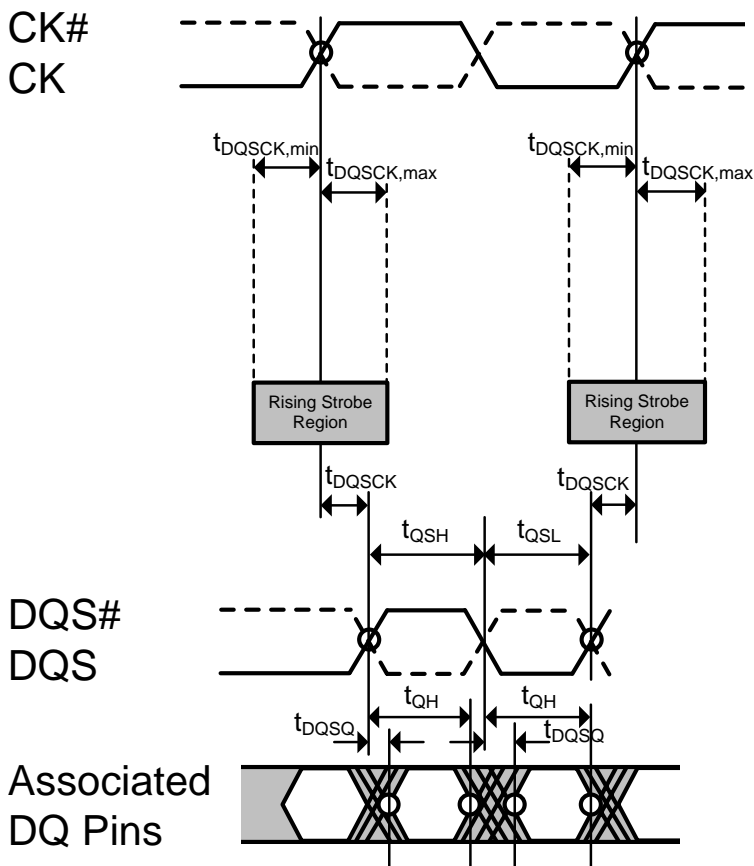 CK#
CK
tDQSCK,min
tDQSCK,max
tDQSCK,min
tDQSCK,max
Rising Strobe
Region
Rising Strobe
Region
tDQSCK
tDQSCK
tQSH
tQSL
DQS#
DQS
tQH
tQH
tDQSQ
tDQSQ
Associated
DQ Pins